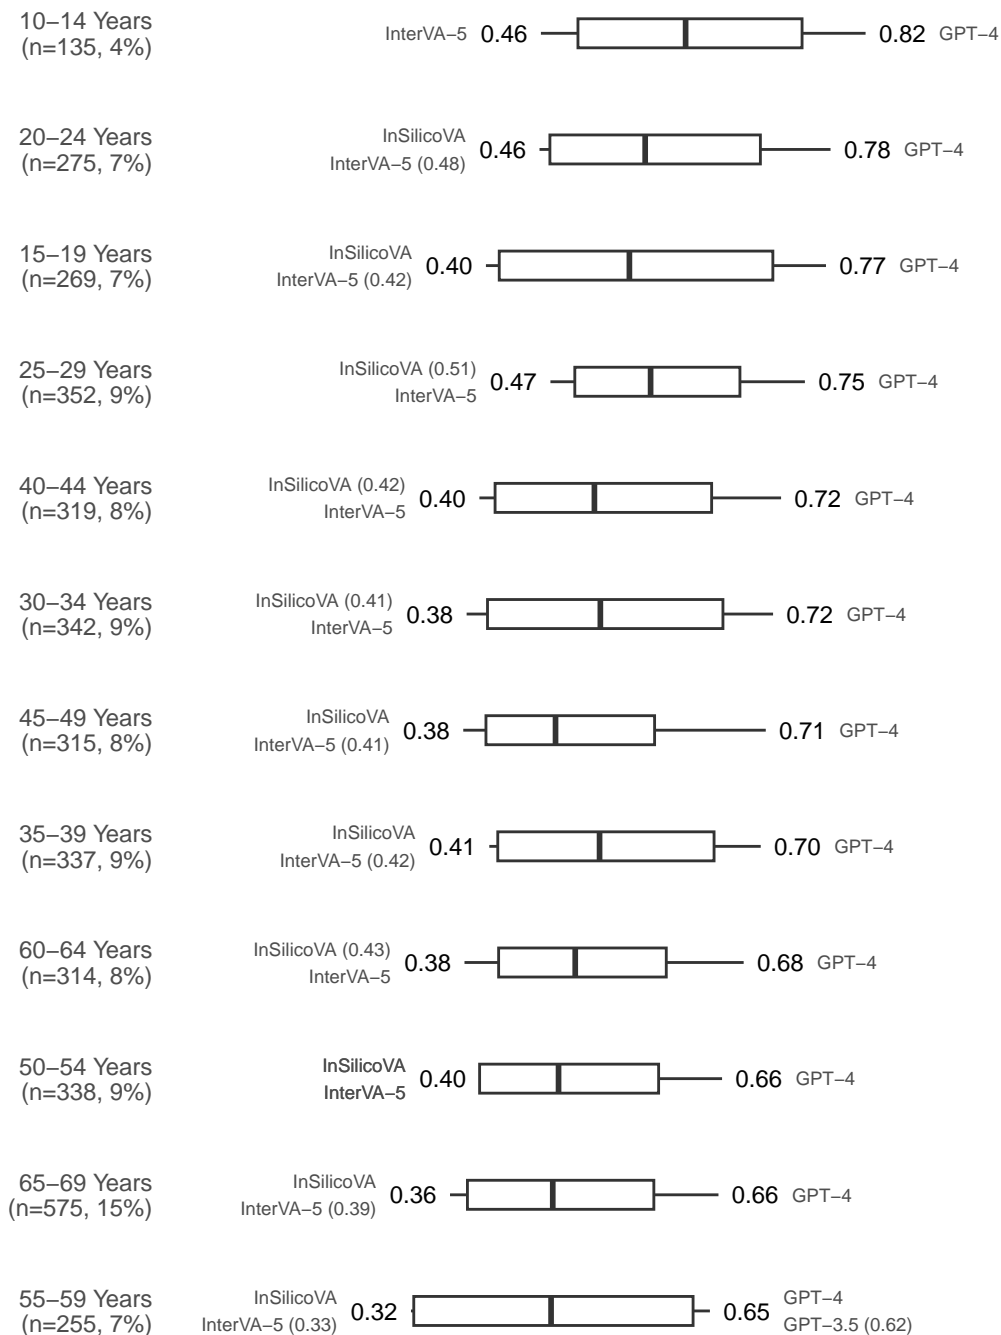 10–14 Years
(n=135, 4%)
InterVA–5 0.46 0.82 GPT–4
20–24 Years
(n=275, 7%)
InSilicoVA
InterVA–5 (0.48)
0.46 0.78 GPT–4
15–19 Years
(n=269, 7%)
InSilicoVA
InterVA–5 (0.42)
0.40 0.77 GPT–4
25–29 Years
(n=352, 9%)
InSilicoVA (0.51)
InterVA–5
0.47 0.75 GPT–4
40–44 Years
(n=319, 8%)
InSilicoVA (0.42)
InterVA–5
0.40 0.72 GPT–4
30–34 Years
(n=342, 9%)
InSilicoVA (0.41)
InterVA–5
0.38 0.72 GPT–4
45–49 Years
(n=315, 8%)
InSilicoVA
InterVA–5 (0.41)
0.38 0.71 GPT–4
35–39 Years
(n=337, 9%)
InSilicoVA
InterVA–5 (0.42)
0.41 0.70 GPT–4
60–64 Years
(n=314, 8%)
InSilicoVA (0.43)
InterVA–5
0.38 0.68 GPT–4
50–54 Years
(n=338, 9%)
InSilicoVA
InterVA–5
0.40 0.66 GPT–4
65–69 Years
(n=575, 15%)
InSilicoVA
InterVA–5 (0.39)
0.36 0.66 GPT–4
55–59 Years
(n=255, 7%)
InSilicoVA
InterVA–5 (0.33)
0.32 0.65
GPT–4
GPT–3.5 (0.62)